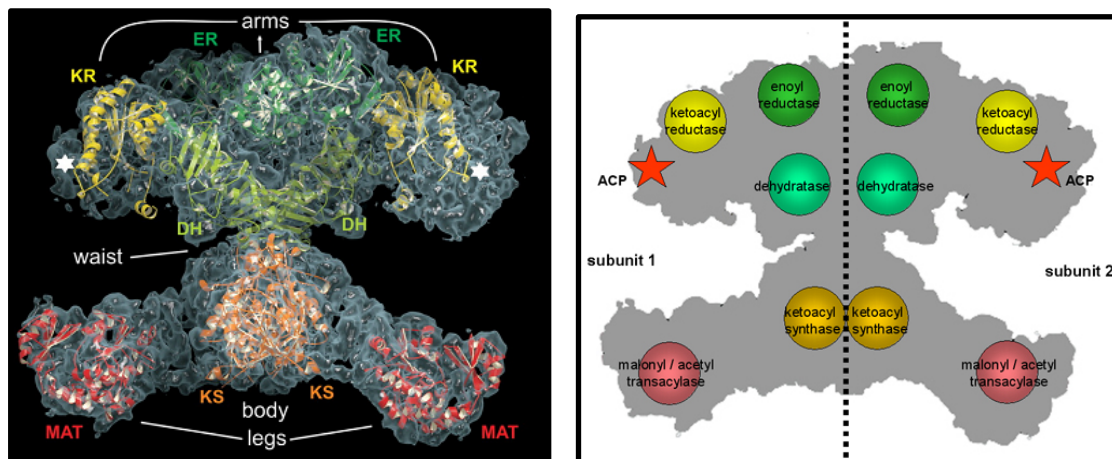 arms
ER
ER
KR
KR
DH
DH
waist
KS
KS
body
MAT
legs
MAT
enoyl
reductase
enoyl
reductase
ketoacyl
reductase
ketoacyl
reductase
ACP
ACP
dehydratase
dehydratase
subunit 1
subunit 2
ketoacyl
synthase
ketoacyl
synthase
malonyl / acetyl
transacylase
malonyl / acetyl
transacylase